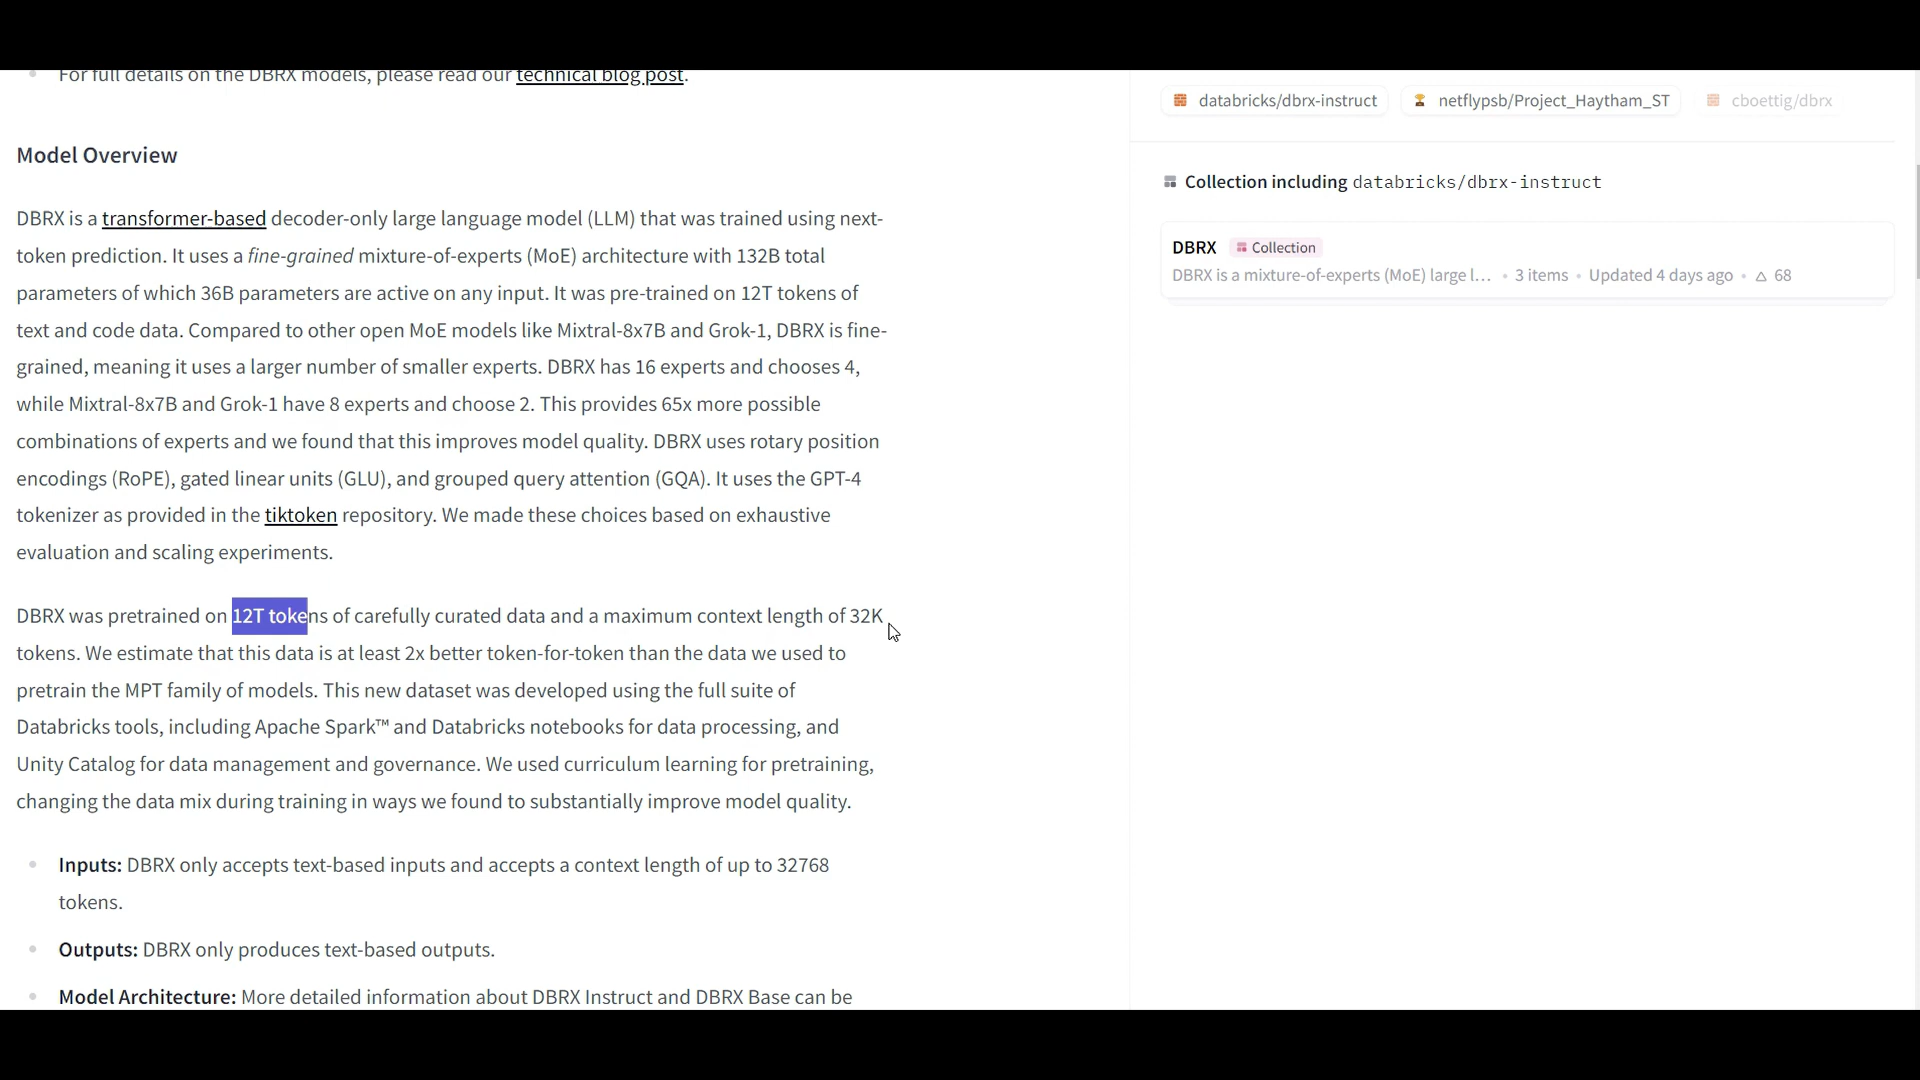 For full details on the DBRX models, please read our technical blog post.
Model Overview
DBRX is a transformer-based decoder-only large language model (LLM) that was trained using next-
token prediction. It uses a fine-grained mixture-of-experts (MoE) architecture with 132B total
parameters of which 36B parameters are active on any input. It was pre-trained on 12T tokens of
text and code data. Compared to other open MoE models like Mixtral-8x7B and Grok-1, DBRX is fine-
grained, meaning it uses a larger number of smaller experts. DBRX has 16 experts and chooses 4,
while Mixtral-8x7B and Grok-1 have 8 experts and choose 2. This provides 65x more possible
combinations of experts and we found that this improves model quality. DBRX uses rotary position
encodings (RoPE), gated linear units (GLU), and grouped query attention (GQA). It uses the GPT-4
tokenizer as provided in the tiktoken repository. We made these choices based on exhaustive
evaluation and scaling experiments.
DBRX was pretrained on 12T tokens of carefully curated data and a maximum context length of 32K
tokens. We estimate that this data is at least 2x better token-for-token than the data we used to
pretrain the MPT family of models. This new dataset was developed using the full suite of
Databricks tools, including Apache Spark™ and Databricks notebooks for data processing, and
Unity Catalog for data management and governance. We used curriculum learning for pretraining,
changing the data mix during training in ways we found to substantially improve model quality.
Inputs: DBRX only accepts text-based inputs and accepts a context length of up to 32768
tokens.
Outputs: DBRX only produces text-based outputs.
Model Architecture: More detailed information about DBRX Instruct and DBRX Base can be
databricks/dbrx-instruct netflypsb/Project_Haytham_ST cboettig/dbrx
Collection including databricks/dbrx-instruct
DBRX Collection
DBRX is a mixture-of-experts (MoE) large l... • 3 items • Updated 4 days ago • 68